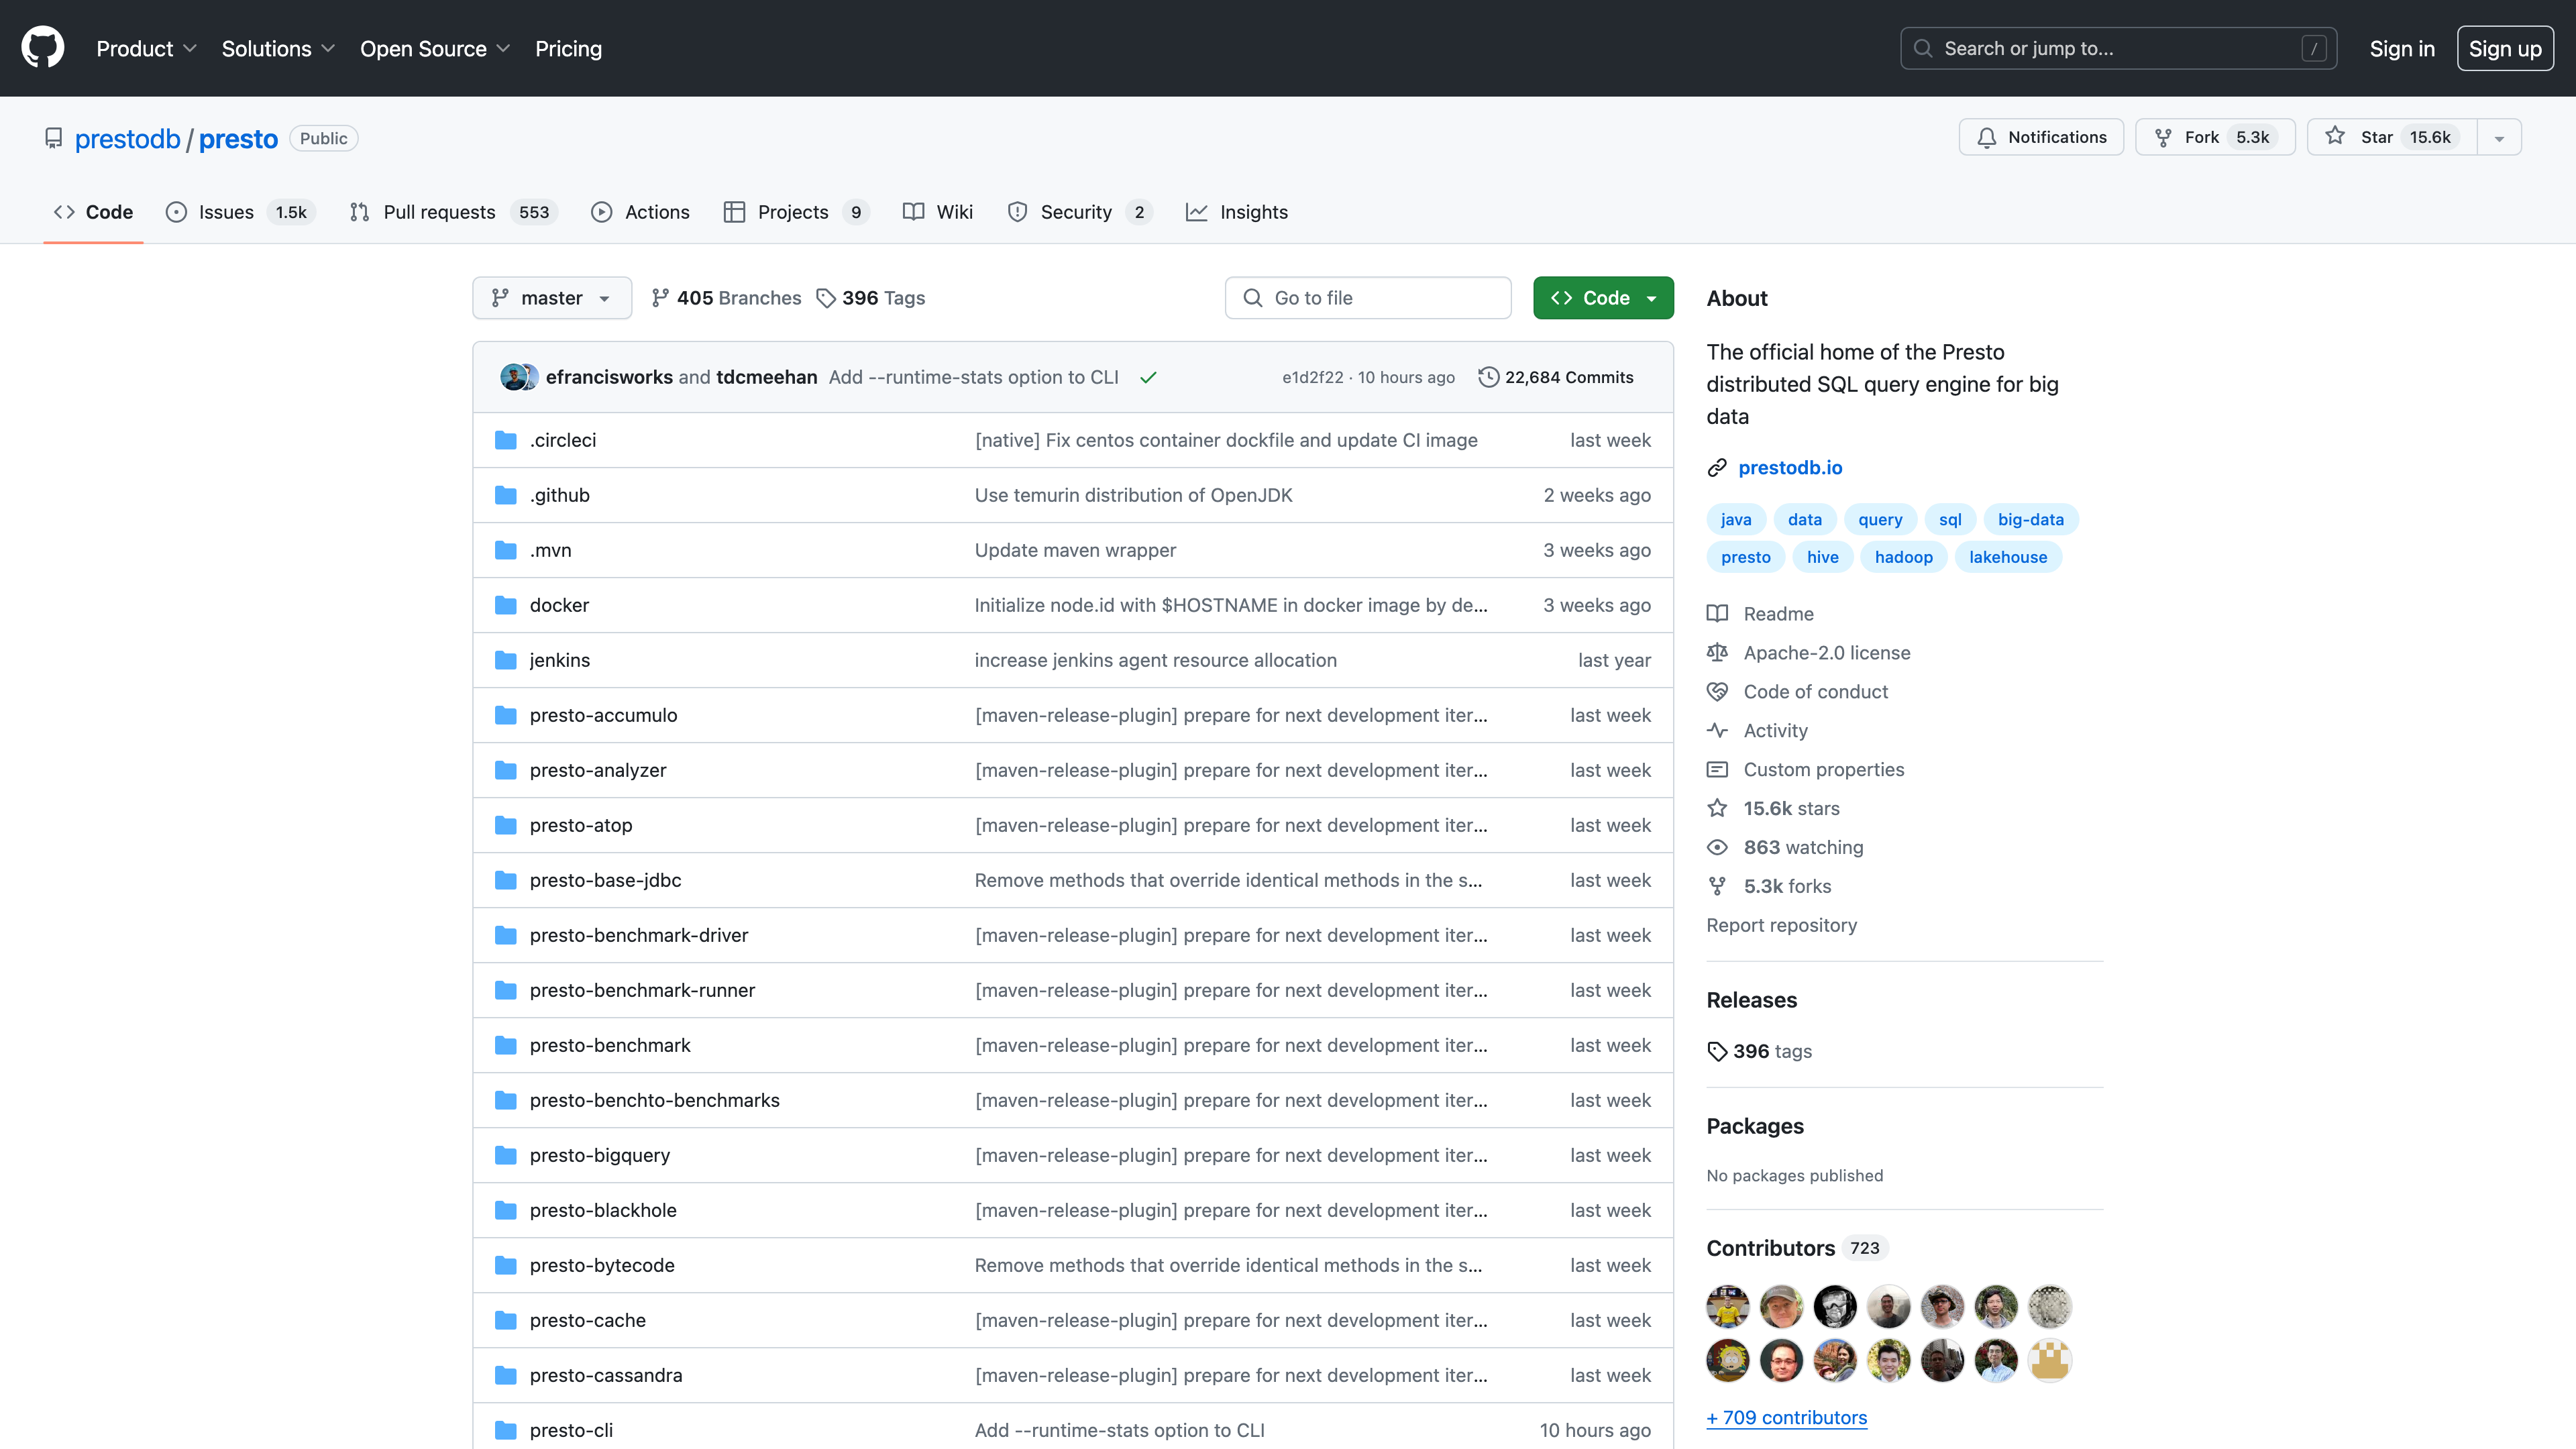 Product Solutions Open Source Pricing Search or jump to... / Sign in Sign up
prestodb / presto Public Notifications Fork 5.3k Star 15.6k
Code Issues 1.5k Pull requests 553 Actions Projects 9 Wiki Security 2 Insights
master 405 Branches 396 Tags Go to file Code
efrancisworks and tdcmeehan Add --runtime-stats option to CLI e1d2f22 · 10 hours ago 22,684 Commits
.circleci [native] Fix centos container dockfile and update CI image last week
.github Use temurin distribution of OpenJDK 2 weeks ago
.mvn Update maven wrapper 3 weeks ago
docker Initialize node.id with $HOSTNAME in docker image by de... 3 weeks ago
jenkins increase jenkins agent resource allocation last year
presto-accumulo [maven-release-plugin] prepare for next development iter... last week
presto-analyzer [maven-release-plugin] prepare for next development iter... last week
presto-atop [maven-release-plugin] prepare for next development iter... last week
presto-base-jdbc Remove methods that override identical methods in the s... last week
presto-benchmark-driver [maven-release-plugin] prepare for next development iter... last week
presto-benchmark-runner [maven-release-plugin] prepare for next development iter... last week
presto-benchmark [maven-release-plugin] prepare for next development iter... last week
presto-benchto-benchmarks [maven-release-plugin] prepare for next development iter... last week
presto-bigquery [maven-release-plugin] prepare for next development iter... last week
presto-blackhole [maven-release-plugin] prepare for next development iter... last week
presto-bytecode Remove methods that override identical methods in the s... last week
presto-cache [maven-release-plugin] prepare for next development iter... last week
presto-cassandra [maven-release-plugin] prepare for next development iter... last week
presto-cli Add --runtime-stats option to CLI 10 hours ago
About
The official home of the Presto
distributed SQL query engine for big
data
prestodb.io
java data query sql big-data
presto hive hadoop lakehouse
Readme
Apache-2.0 license
Code of conduct
Activity
Custom properties
15.6k stars
863 watching
5.3k forks
Report repository
Releases
396 tags
Packages
No packages published
Contributors 723
+ 709 contributors